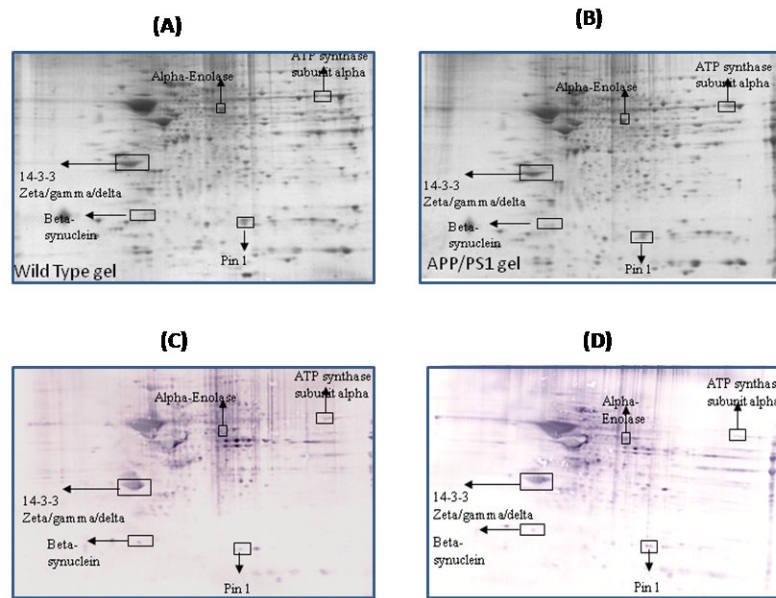 (A)
Alpha-Enolase
ATP synthase
subunit alpha
14-3-3
Zeta/gamma/delta
Beta-
synuclein
Pin 1
Wild Type gel
(B)
Alpha-Enolase
ATP synthase
subunit alpha
14-3-3
Zeta/gamma/delta
Beta-
synuclein
Pin 1
APP/PS1 gel
(C)
Alpha-Enolase
ATP synthase
subunit alpha
14-3-3
Zeta/gamma/delta
Beta-
synuclein
Pin 1
(D)
Alpha-
Enolase
ATP synthase
subunit alpha
14-3-3
Zeta/gamma/delta
Beta-
synuclein
Pin 1